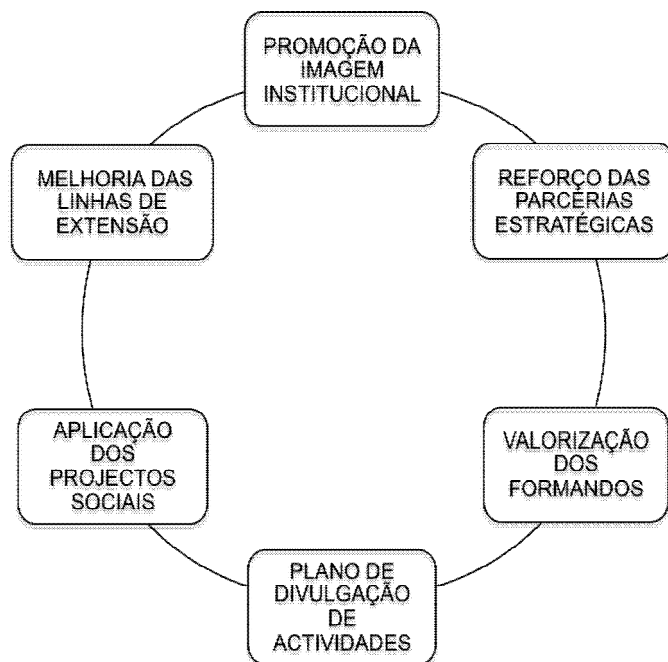 PROMOÇÃO DA
IMAGEM
INSTITUCIONAL
REFORÇO DAS
PARCERIAS
ESTRATÉGICAS
VALORIZAÇÃO
DOS
FORMANDOS
PLANO DE
DIVULGAÇÃO
DE
ACTIVIDADES
APLICAÇÃO
DOS
PROJECTOS
SOCIAIS
MELHORIA DAS
LINHAS DE
EXTENSÃO